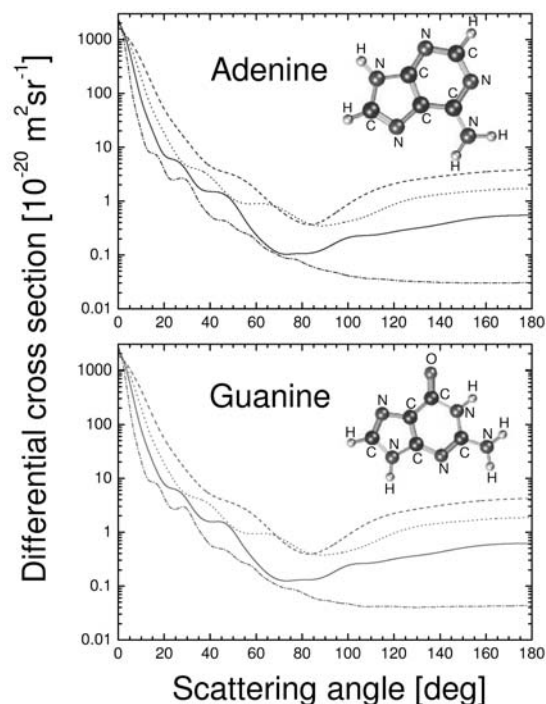 Differential cross section [10⁻²⁰ m²sr⁻¹]
1000
100
10
1
0.1
0.01
Adenine
H
N
C
N
H
N
C
N
H
C
N
C
C
N
H
H
0 20 40 60 80 100 120 140 160 180
1000
100
10
1
0.1
0.01
Guanine
O
N
C
C
H
N
H
C
N
C
N
C
N
H
H
H
0 20 40 60 80 100 120 140 160 180
Scattering angle [deg]